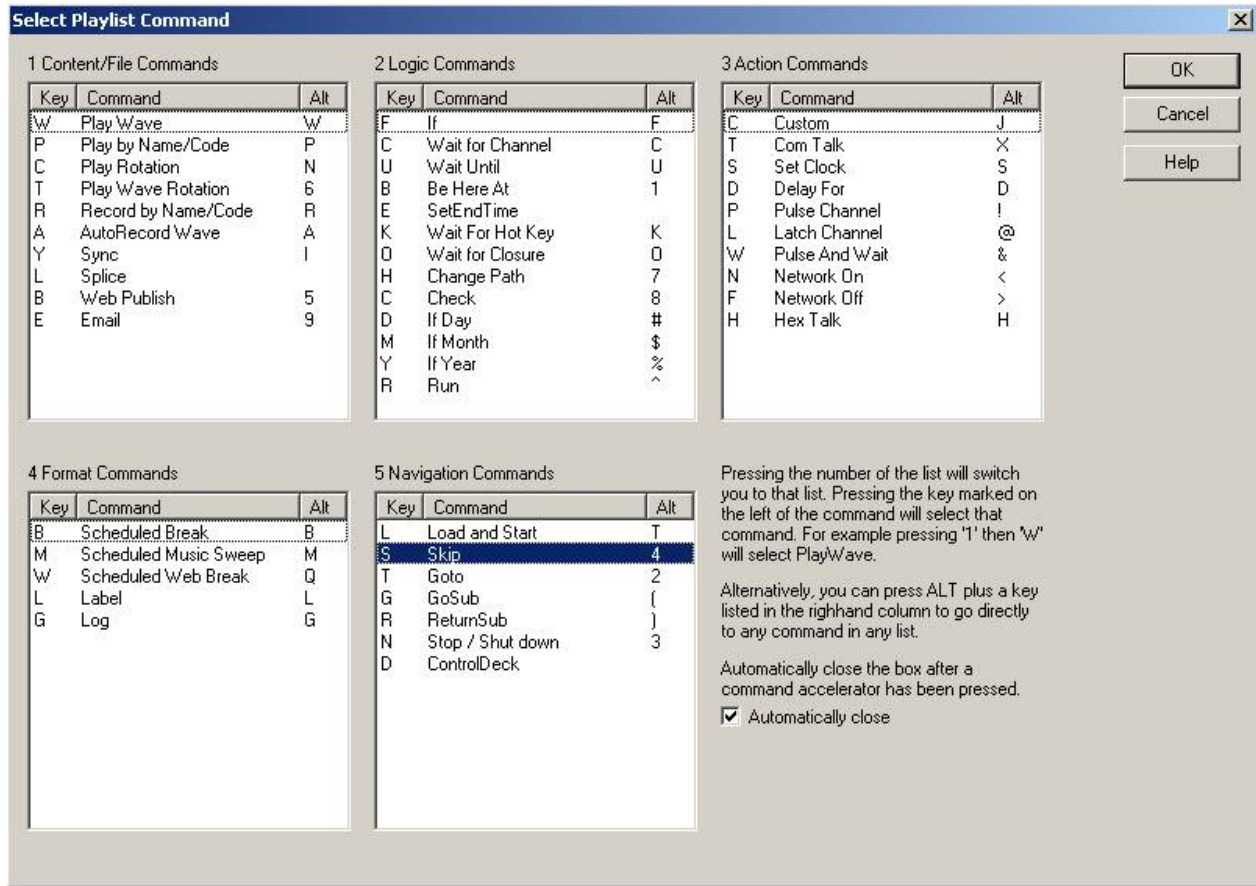 Select Playlist Command
1 Content/File Commands
Key Command Alt
W Play Wave W
P Play by Name/Code P
C Play Rotation N
T Play Wave Rotation 6
R Record by Name/Code R
A AutoRecord Wave A
Y Sync I
L Splice
B Web Publish 5
E Email 9
2 Logic Commands
Key Command Alt
F If F
C Wait for Channel C
U Wait Until U
B Be Here At 1
E SetEndTime
K Wait For Hot Key K
O Wait for Closure O
H Change Path 7
C Check 8
D If Day #
M If Month $
Y If Year %
R Run ^
3 Action Commands
Key Command Alt
C Custom J
T Com Talk X
S Set Clock S
D Delay For D
P Pulse Channel !
L Latch Channel @
W Pulse And Wait &
N Network On <
F Network Off >
H Hex Talk H
OK
Cancel
Help
4 Format Commands
Key Command Alt
B Scheduled Break B
M Scheduled Music Sweep M
W Scheduled Web Break Q
L Label L
G Log G
5 Navigation Commands
Key Command Alt
L Load and Start T
S Skip 4
T Goto 2
G GoSub (
R ReturnSub )
N Stop / Shut down 3
D ControlDeck
Pressing the number of the list will switch
you to that list. Pressing the key marked on
the left of the command will select that
command. For example pressing '1' then 'W'
will select PlayWave.
Alternatively, you can press ALT plus a key
listed in the righhand column to go directly
to any command in any list.
Automatically close the box after a
command accelerator has been pressed.
Automatically close